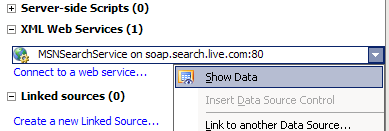 Server-side Scripts (0)
XML Web Services (1)
MSNSearchService on soap.search.live.com:80
Connect to a web service...
Show Data
Linked sources (0)
Insert Data Source Control
Create a new Linked Source...
Link to another Data Source...